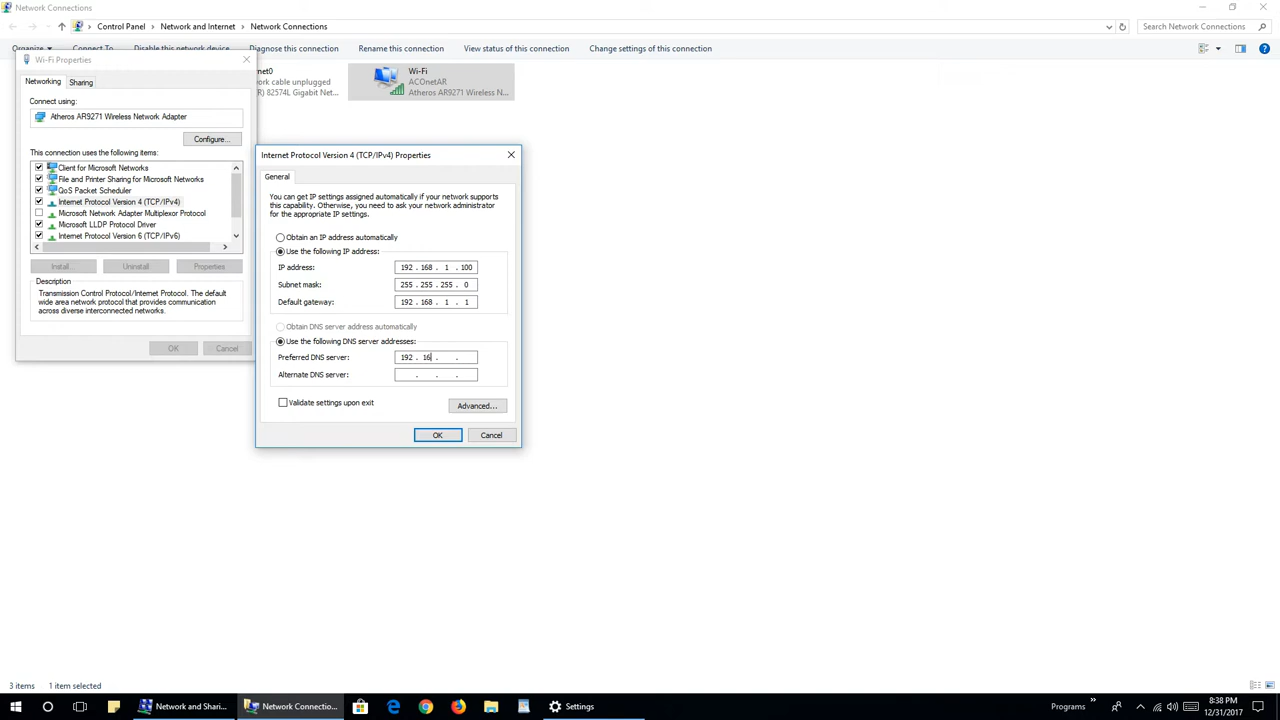 Network Connections
Control Panel > Network and Internet > Network Connections
Search Network Connections
Organize Connect To Disable this network device Diagnose this connection Rename this connection View status of this connection Change settings of this connection
Wi-Fi Properties
Networking Sharing
Connect using:
Atheros AR9271 Wireless Network Adapter
Configure...
This connection uses the following items:
Client for Microsoft Networks
File and Printer Sharing for Microsoft Networks
QoS Packet Scheduler
Internet Protocol Version 4 (TCP/IPv4)
Microsoft Network Adapter Multiplexor Protocol
Microsoft LLDP Protocol Driver
Internet Protocol Version 6 (TCP/IPv6)
Install... Uninstall Properties
Description
Transmission Control Protocol/Internet Protocol. The default
wide area network protocol that provides communication
across diverse interconnected networks.
OK Cancel
net0
ork cable unplugged
R) 82574L Gigabit Net...
Wi-Fi
ACOnetAR
Atheros AR9271 Wireless N...
Internet Protocol Version 4 (TCP/IPv4) Properties
General
You can get IP settings assigned automatically if your network supports
this capability. Otherwise, you need to ask your network administrator
for the appropriate IP settings.
Obtain an IP address automatically
Use the following IP address:
IP address: 192 . 168 . 1 . 100
Subnet mask: 255 . 255 . 255 . 0
Default gateway: 192 . 168 . 1 . 1
Obtain DNS server address automatically
Use the following DNS server addresses:
Preferred DNS server: 192 . 16 . .
Alternate DNS server: . . .
Validate settings upon exit
Advanced...
OK Cancel
3 items 1 item selected
Network and Shari... Network Connectio... Settings Programs » 8:38 PM
12/31/2017